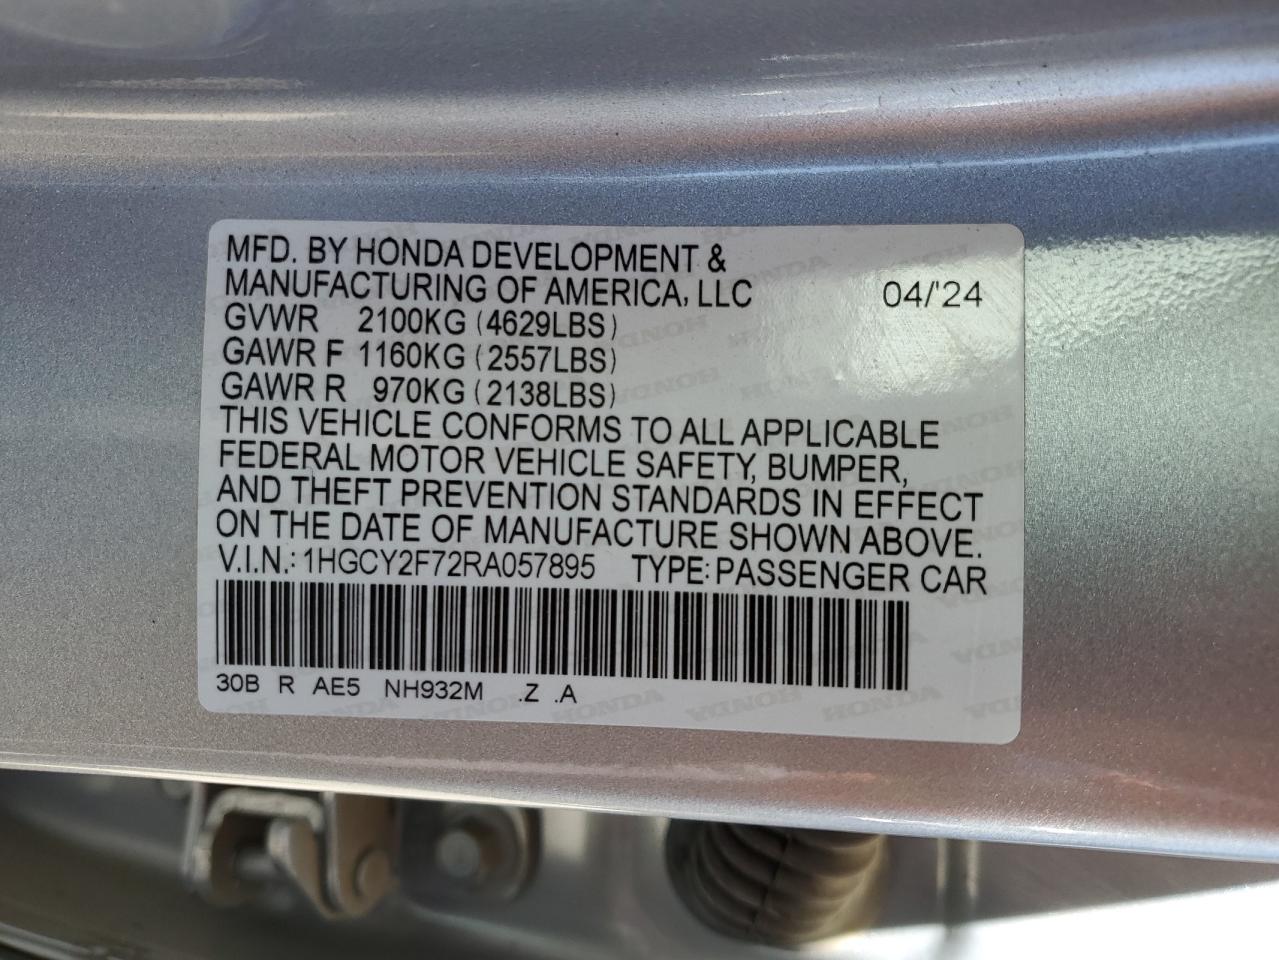 MFD. BY HONDA DEVELOPMENT &
MANUFACTURING OF AMERICA, LLC 04/'24
GVWR 2100KG (4629LBS)
GAWR F 1160KG (2557LBS)
GAWR R 970KG (2138LBS)
THIS VEHICLE CONFORMS TO ALL APPLICABLE
FEDERAL MOTOR VEHICLE SAFETY, BUMPER,
AND THEFT PREVENTION STANDARDS IN EFFECT
ON THE DATE OF MANUFACTURE SHOWN ABOVE.
V.I.N.: 1HGCY2F72RA057895 TYPE: PASSENGER CAR
30B R AE5 NH932M .Z .A